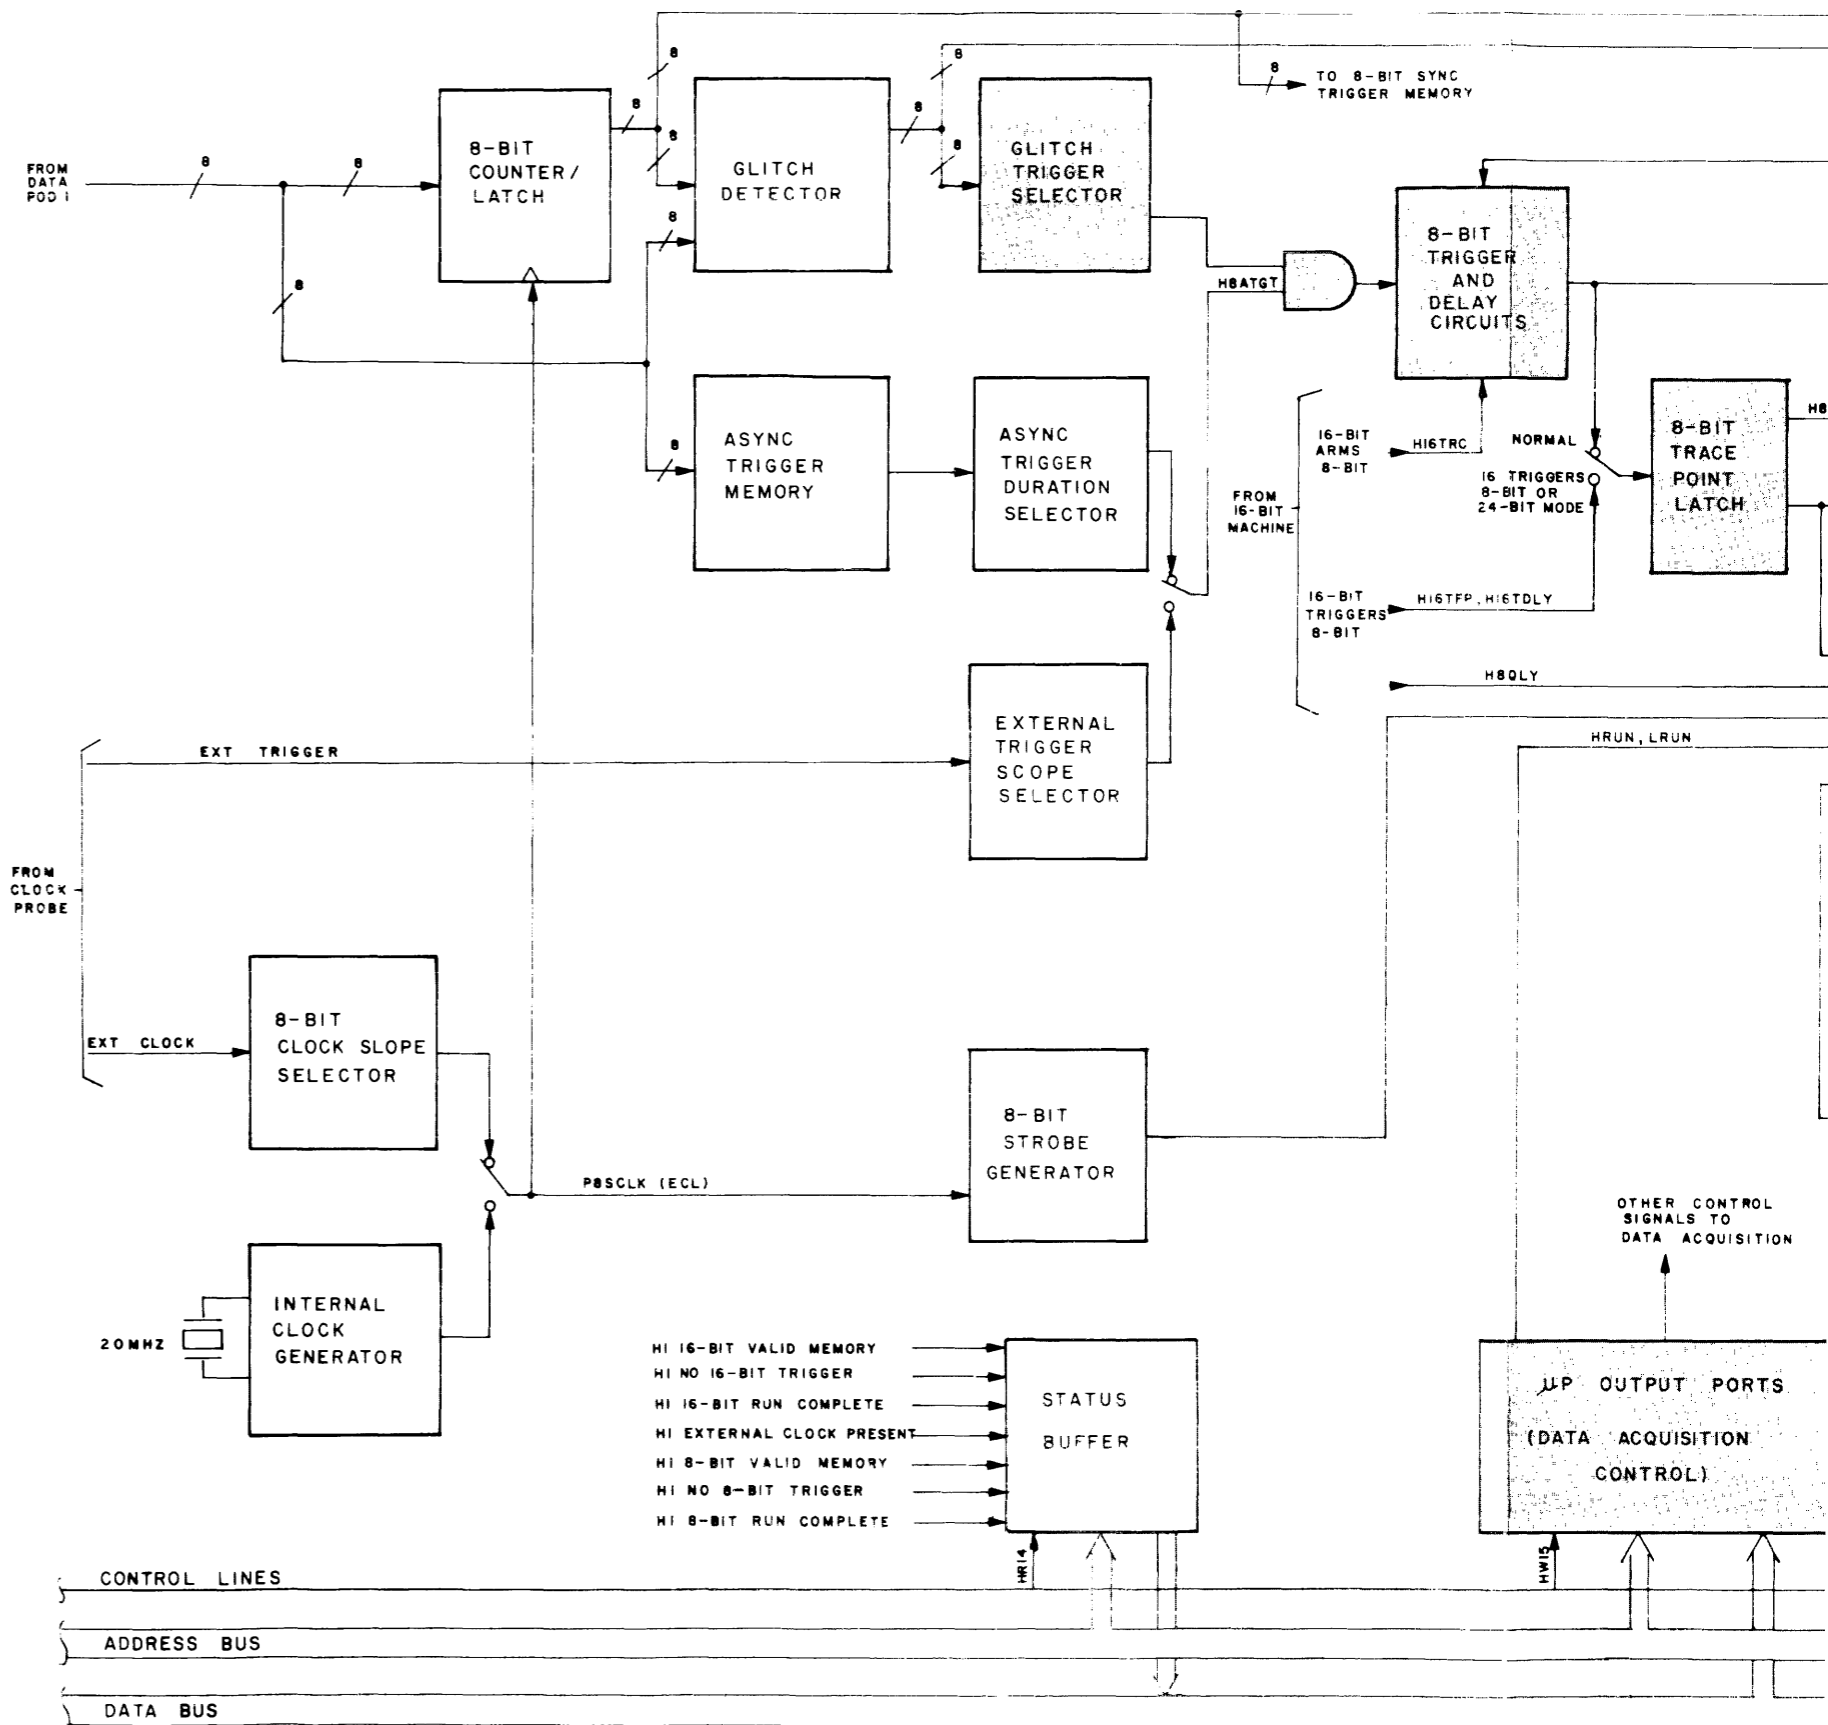 8
8
8
TO 8-BIT SYNC
TRIGGER MEMORY
8
8
8
8
8
8
8
FROM
DATA
POD 1
8
8
8-BIT
COUNTER/
LATCH
GLITCH
DETECTOR
GLITCH
TRIGGER
SELECTOR
8
8
H8ATGT
8-BIT
TRIGGER
AND
DELAY
CIRCUITS
8
ASYNC
TRIGGER
MEMORY
ASYNC
TRIGGER
DURATION
SELECTOR
16-BIT
ARMS
8-BIT
H16TRC
NORMAL
16 TRIGGERS
8-BIT OR
24-BIT MODE
H8
8-BIT
TRACE
POINT
LATCH
FROM
16-BIT
MACHINE
16-BIT
TRIGGERS
8-BIT
H16TFP, H16TDLY
H8QLY
HRUN, LRUN
EXT TRIGGER
EXTERNAL
TRIGGER
SCOPE
SELECTOR
FROM
CLOCK
PROBE
EXT CLOCK
8-BIT
CLOCK SLOPE
SELECTOR
P8SCLK (ECL)
8-BIT
STROBE
GENERATOR
20MHZ
INTERNAL
CLOCK
GENERATOR
OTHER CONTROL
SIGNALS TO
DATA ACQUISITION
HI 16-BIT VALID MEMORY
HI NO 16-BIT TRIGGER
HI 16-BIT RUN COMPLETE
HI EXTERNAL CLOCK PRESENT
HI 8-BIT VALID MEMORY
HI NO 8-BIT TRIGGER
HI 8-BIT RUN COMPLETE
STATUS
BUFFER
μP OUTPUT PORTS
(DATA ACQUISITION
CONTROL)
HR14
HW15
CONTROL LINES
ADDRESS BUS
DATA BUS